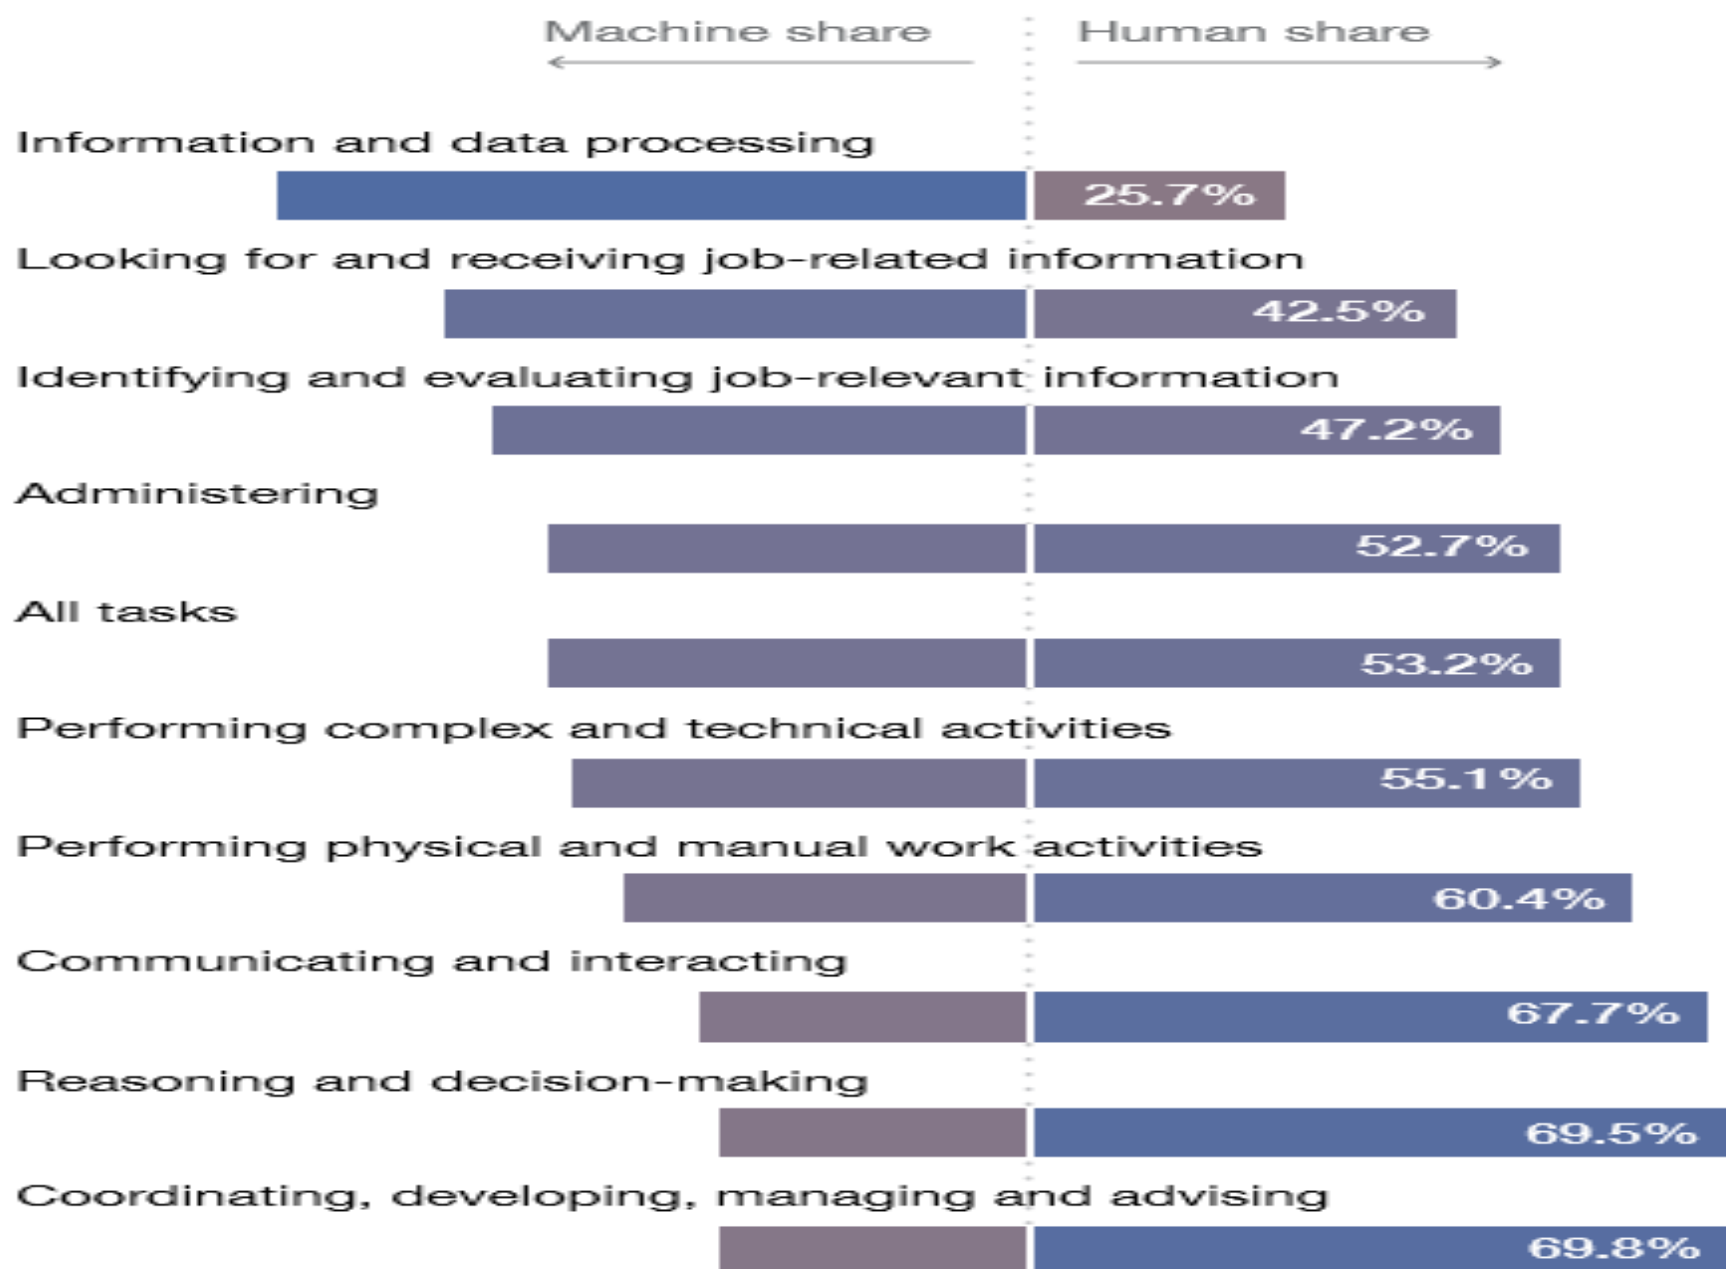 Machine share
Human share
Information and data processing
25.7%
Looking for and receiving job-related information
42.5%
Identifying and evaluating job-relevant information
47.2%
Administering
52.7%
All tasks
53.2%
Performing complex and technical activities
55.1%
Performing physical and manual work activities
60.4%
Communicating and interacting
67.7%
Reasoning and decision-making
69.5%
Coordinating, developing, managing and advising
69.8%